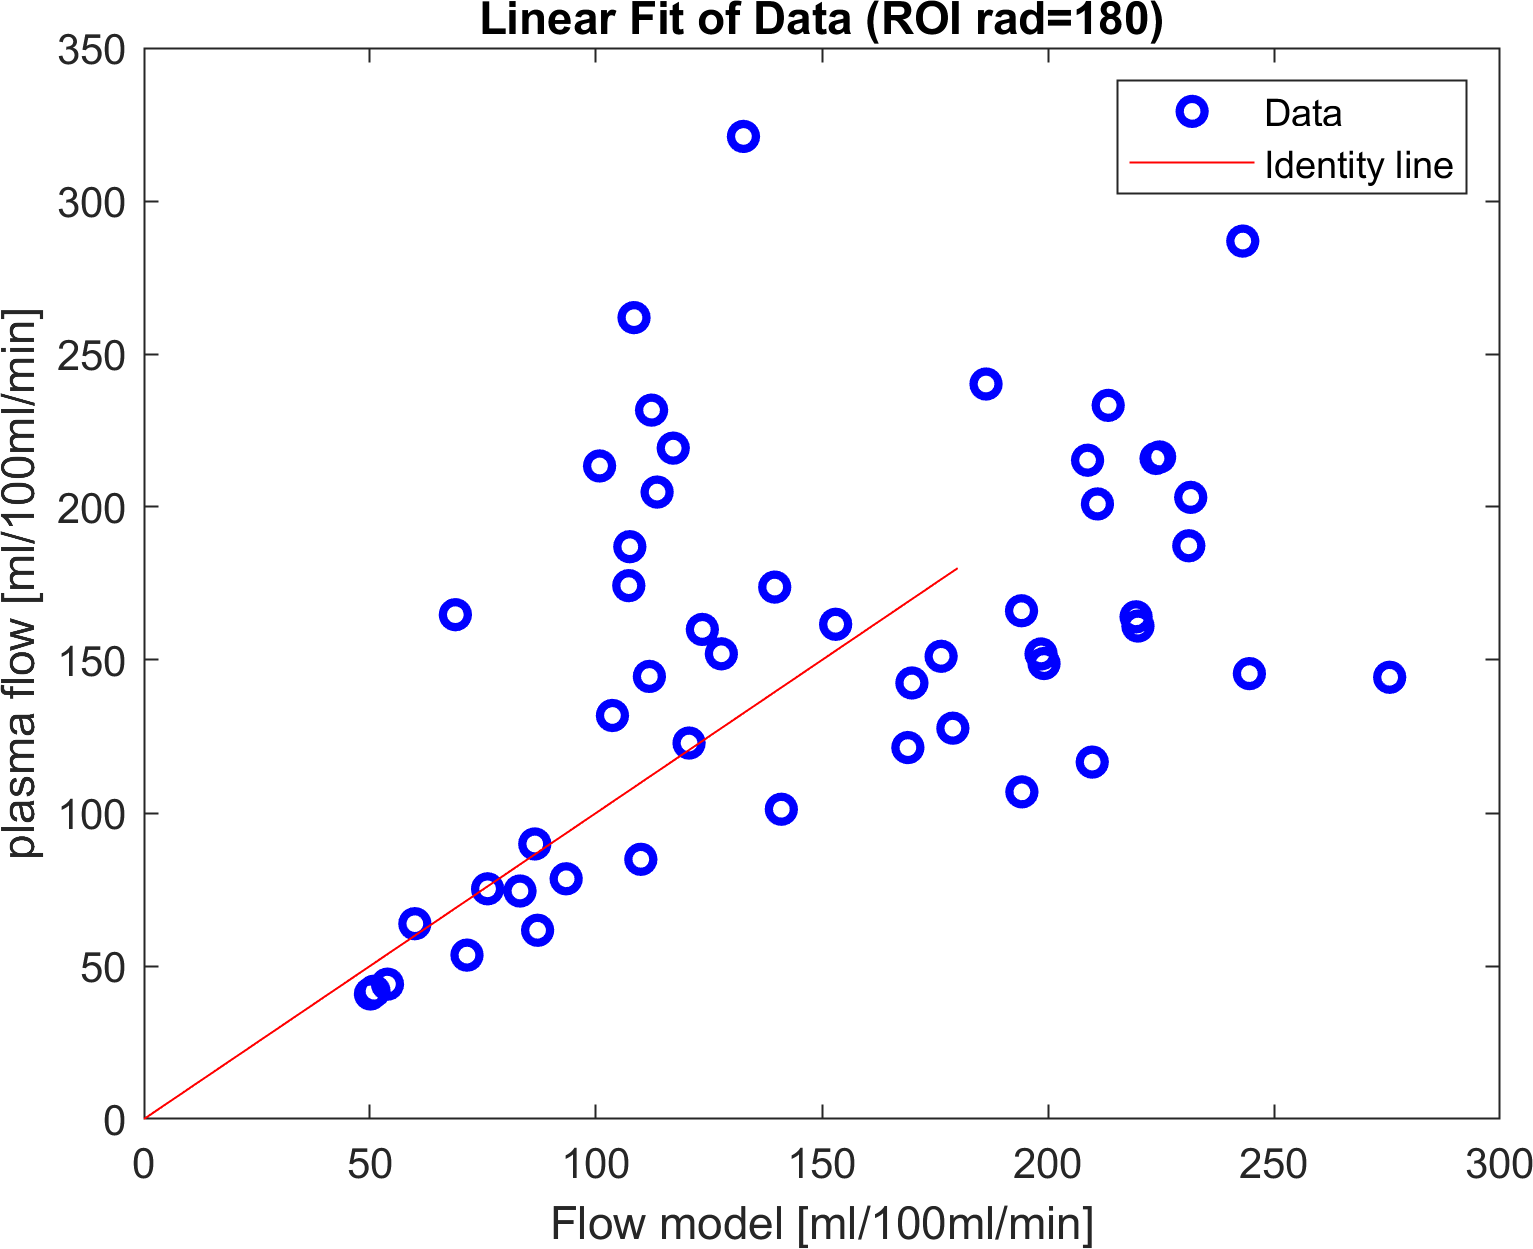 Linear Fit of Data (ROI rad=180)
350
300
250
200
150
100
50
0
0 50 100 150 200 250 300
plasma flow [ml/100ml/min]
Flow model [ml/100ml/min]
Data
Identity line